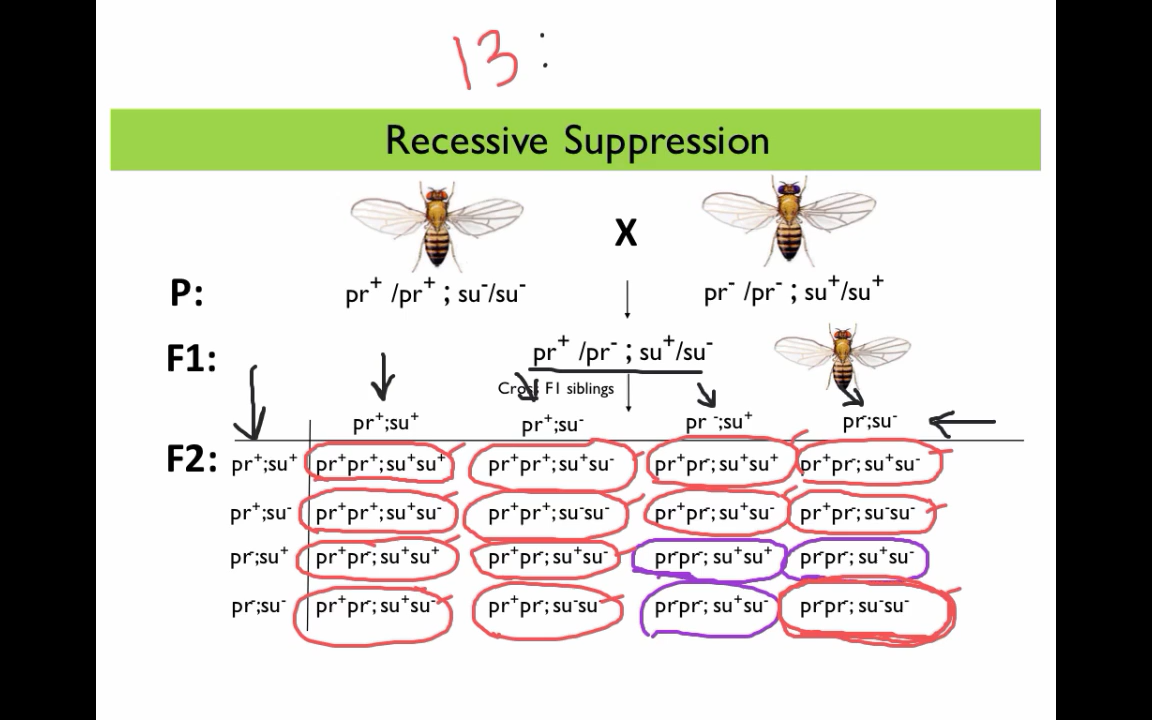 13:
Recessive Suppression
X
P: pr⁺ /pr⁺ ; su⁻/su⁻ pr⁻ /pr⁻ ; su⁺/su⁺
F1: pr⁺ /pr⁻ ; su⁺/su⁻
Cross F1 siblings
pr⁺;su⁺ pr⁺;su⁻ pr⁻;su⁺ pr⁻;su⁻
F2: pr⁺;su⁺ pr⁺pr⁺; su⁺su⁺ pr⁺pr⁺; su⁺su⁻ pr⁺pr⁻; su⁺su⁺ pr⁺pr⁻; su⁺su⁻
pr⁺;su⁻ pr⁺pr⁺; su⁺su⁻ pr⁺pr⁺; su⁻su⁻ pr⁺pr⁻; su⁺su⁻ pr⁺pr⁻; su⁻su⁻
pr⁻;su⁺ pr⁺pr⁻; su⁺su⁺ pr⁺pr⁻; su⁺su⁻ pr⁻pr⁻; su⁺su⁺ pr⁻pr⁻; su⁺su⁻
pr⁻;su⁻ pr⁺pr⁻; su⁺su⁻ pr⁺pr⁻; su⁻su⁻ pr⁻pr⁻; su⁺su⁻ pr⁻pr⁻; su⁻su⁻